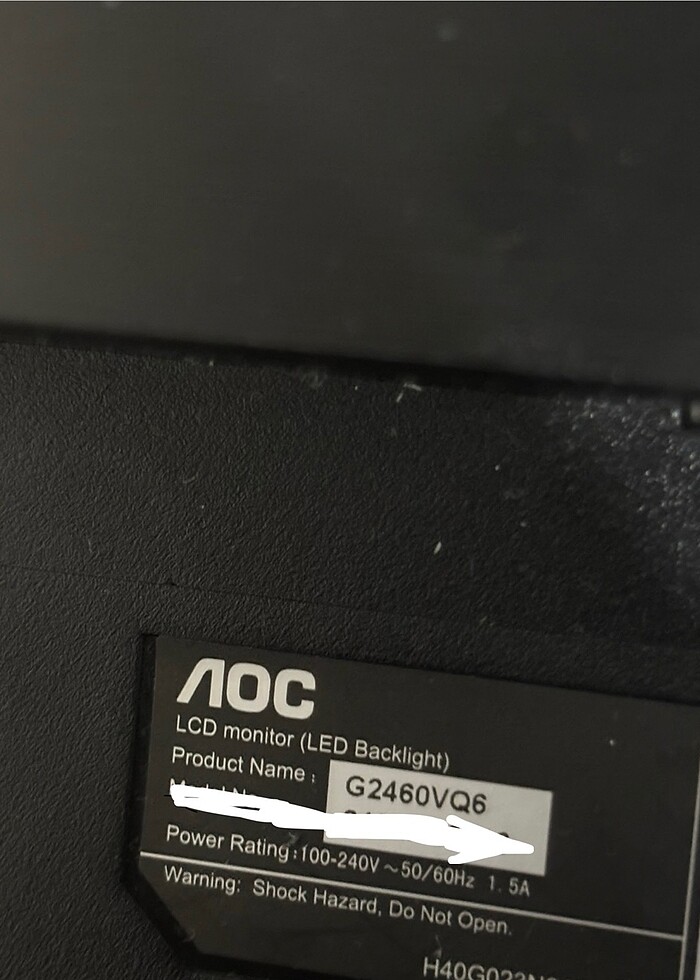 AOC
LCD monitor (LED Backlight)
Product Name : G2460VQ6
Power Rating :100-240V~50/60Hz 1.5A
Warning: Shock Hazard, Do Not Open.